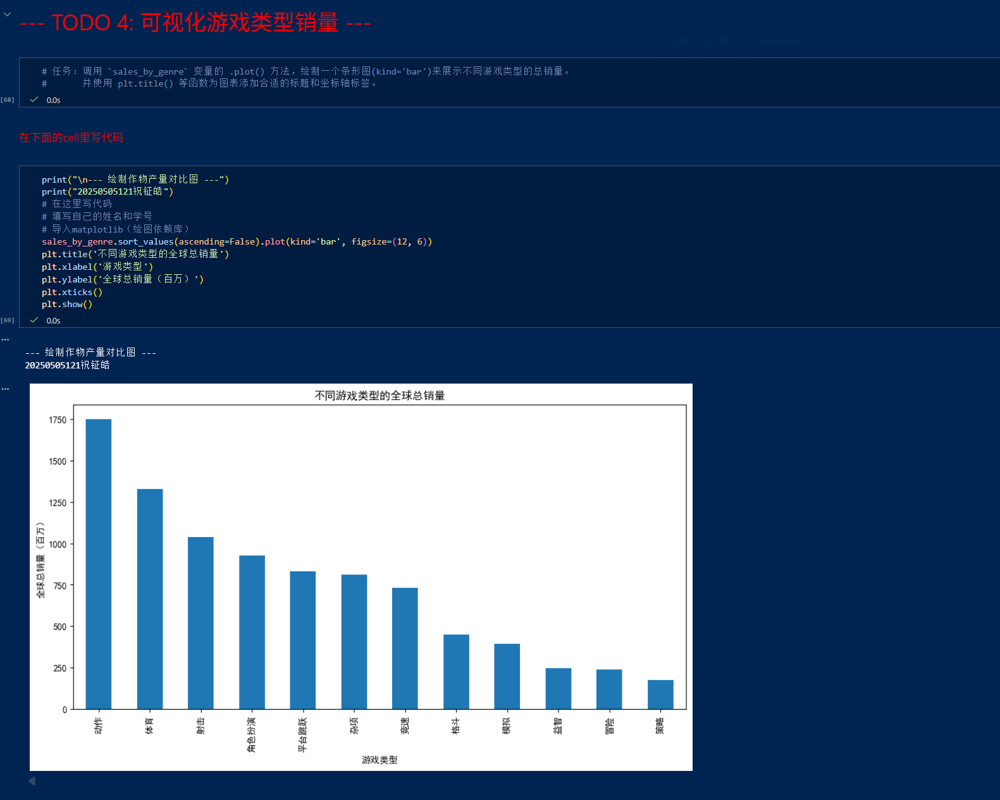 --- TODO 4: 可视化游戏类型销量 ---
# 任务: 调用 `sales_by_genre` 变量的 .plot() 方法，绘制一个条形图(kind='bar')来展示不同游戏类型的总销量。
#       并使用 plt.title() 等函数为图表添加合适的标题和坐标轴标签。
[68]
0.0s
在下面的cell里写代码
print("\n--- 绘制作物产量对比图 ---")
print("20250505121祝钲皓")
# 在这里写代码
# 填写自己的姓名和学号
# 导入matplotlib（绘图依赖库）
sales_by_genre.sort_values(ascending=False).plot(kind='bar', figsize=(12, 6))
plt.title('不同游戏类型的全球总销量')
plt.xlabel('游戏类型')
plt.ylabel('全球总销量（百万）')
plt.xticks()
plt.show()
[69]
0.0s
--- 绘制作物产量对比图 ---
20250505121祝钲皓
不同游戏类型的全球总销量
全球总销量（百万）
1750
1500
1250
1000
750
500
250
0
动作
体育
射击
角色扮演
平台跳跃
杂项
竞速
格斗
模拟
益智
冒险
策略
游戏类型